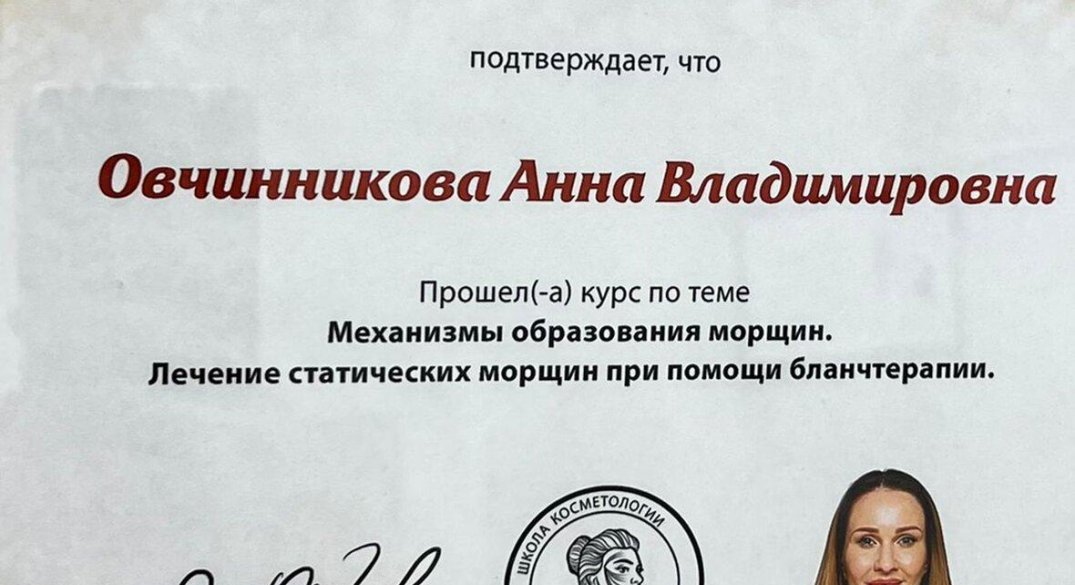 подтверждает, что
Овчинникова Анна Владимировна
Прошел(-а) курс по теме
Механизмы образования морщин.
Лечение статических морщин при помощи бланчтерапии.
ШКОЛА КОСМЕТОЛОГИИ